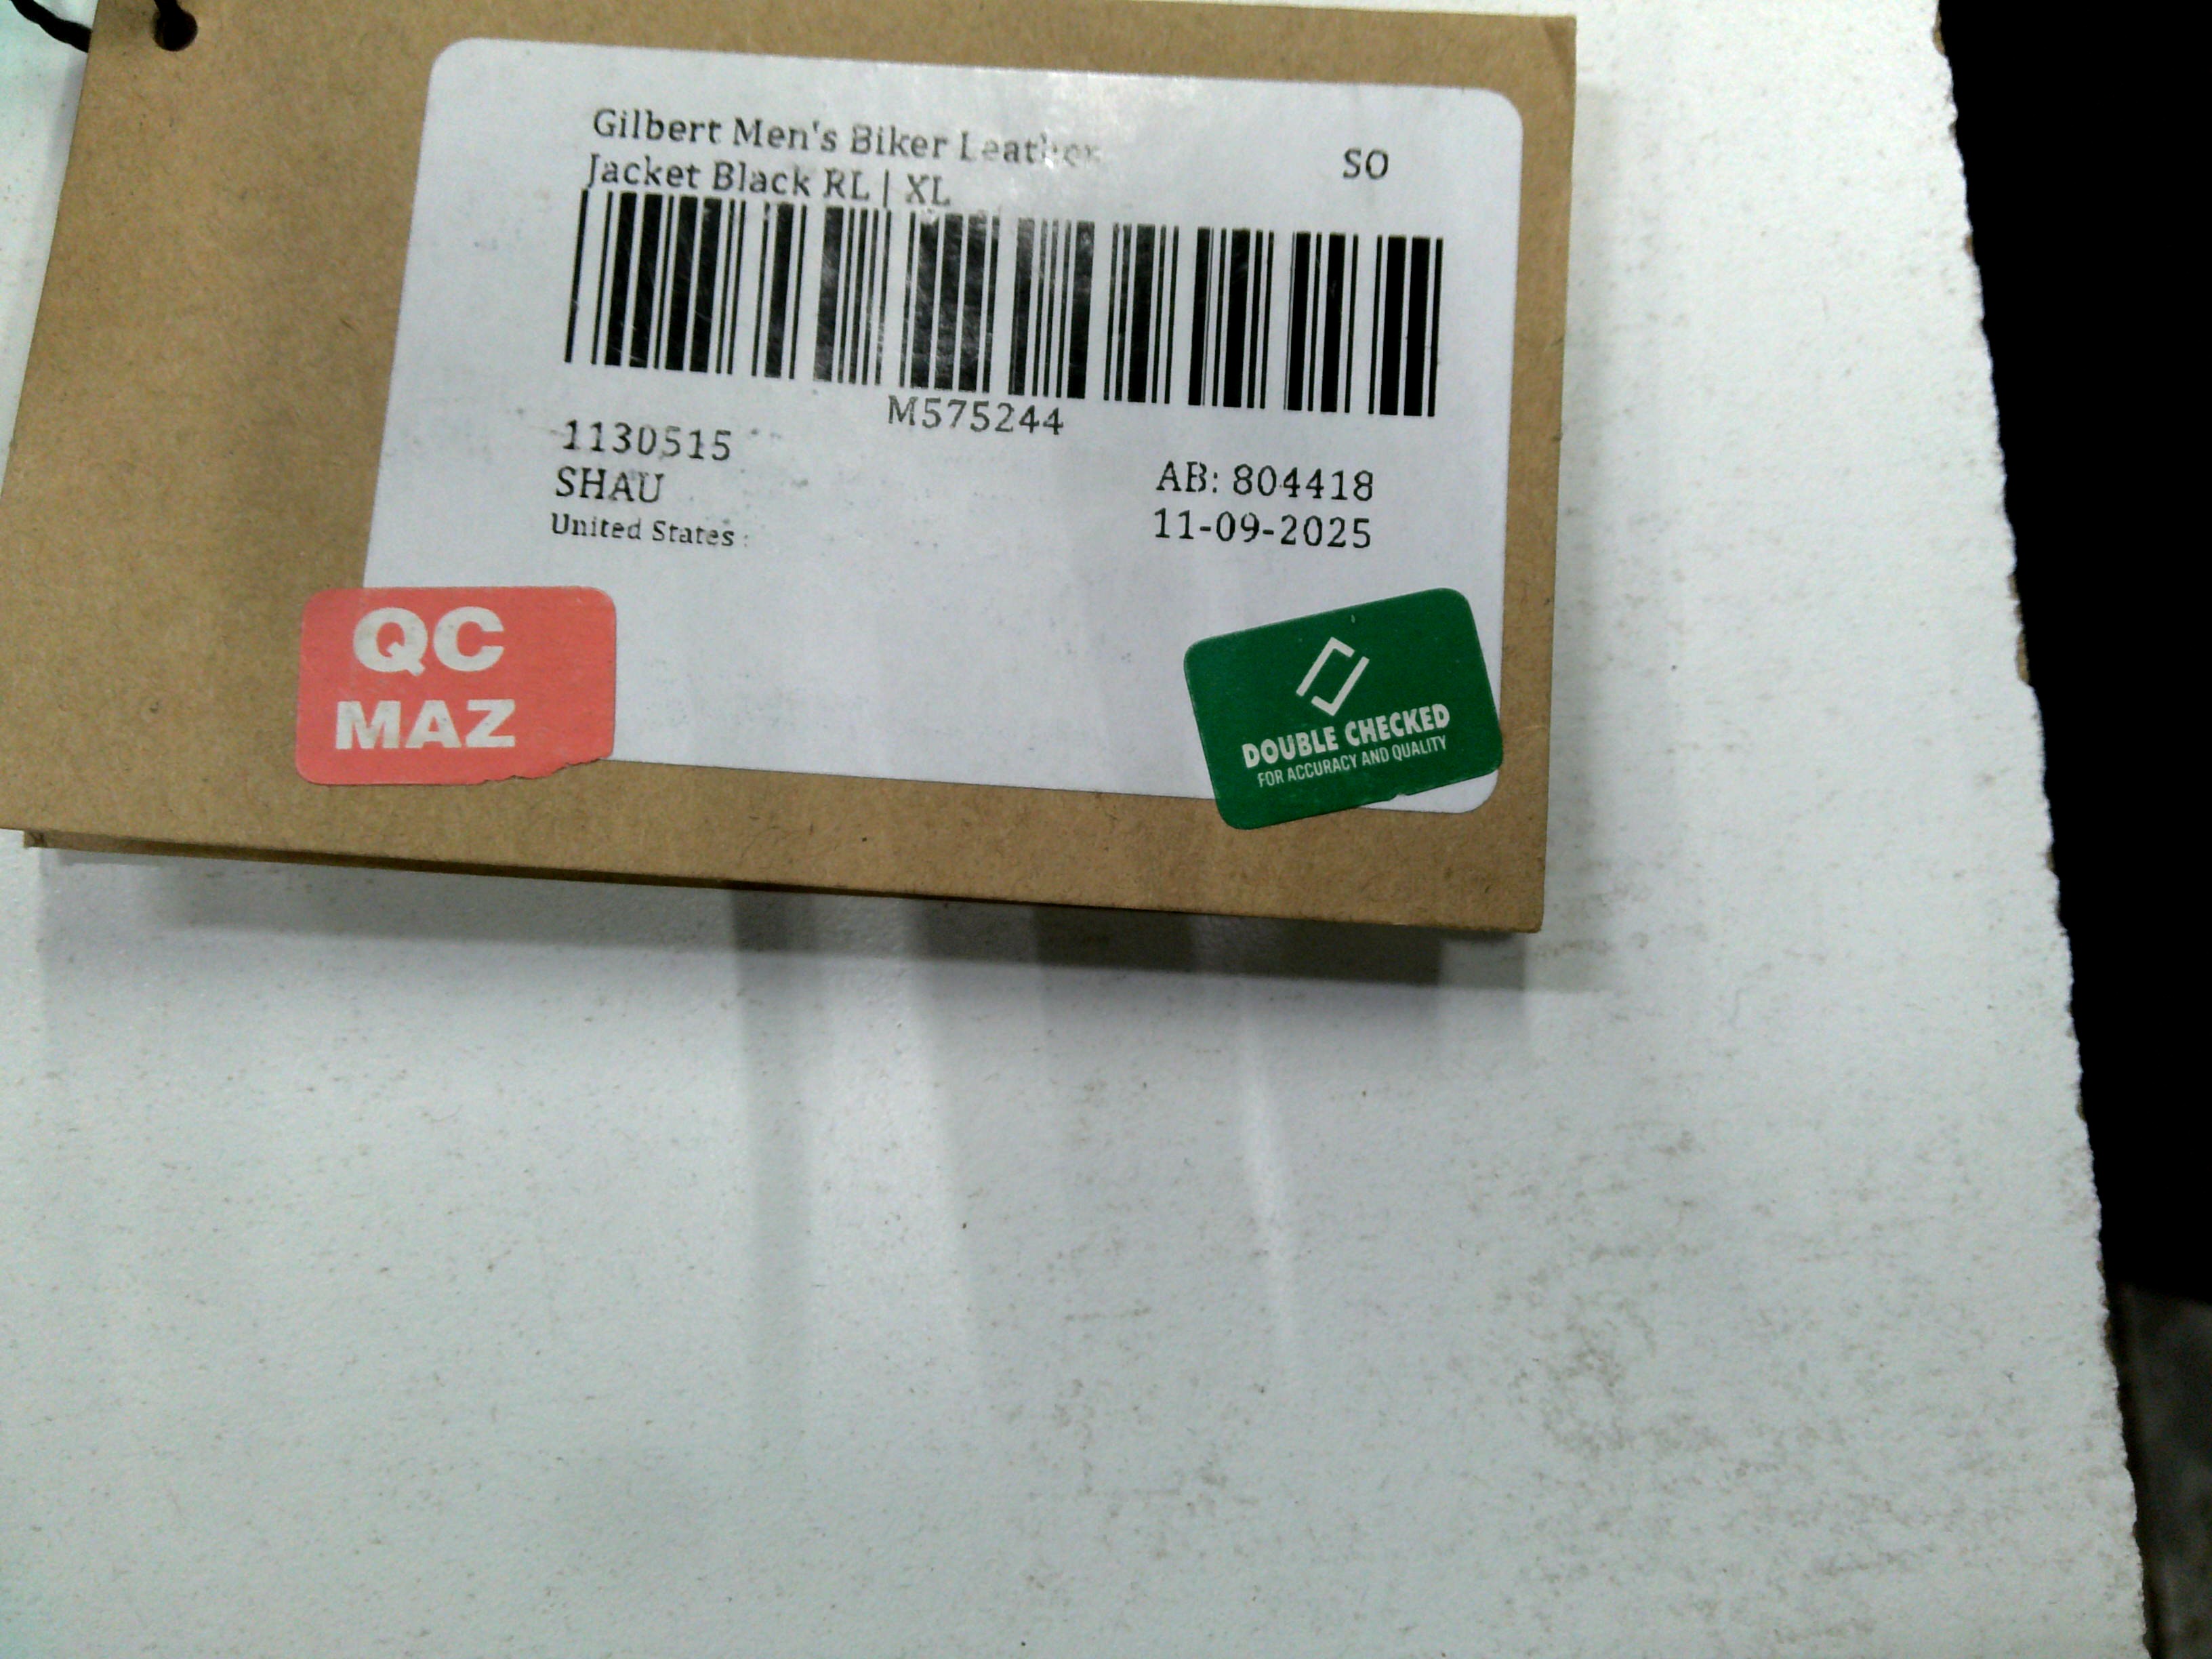 Gilbert Men's Biker Leather
SO
Jacket Black RL | XL
M575244
1130515
SHAU
AB: 804418
United States :
11-09-2025
QC
MAZ
DOUBLE CHECKED
FOR ACCURACY AND QUALITY